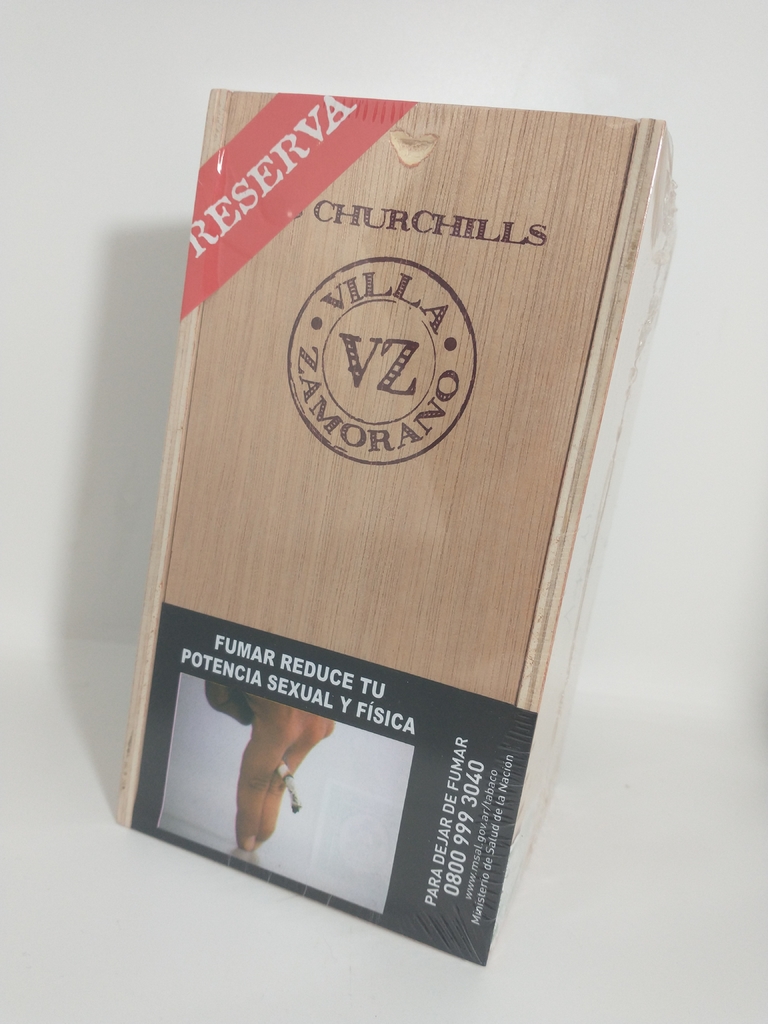 RESERVA
CHURCHILLS
VILLA
VZ
ZAMORANO
FUMAR REDUCE TU
POTENCIA SEXUAL Y FÍSICA
PARA DEJAR DE FUMAR
0800 999 3040
www.msal.gov.ar/tabaco
Ministerio de Salud de la Nación